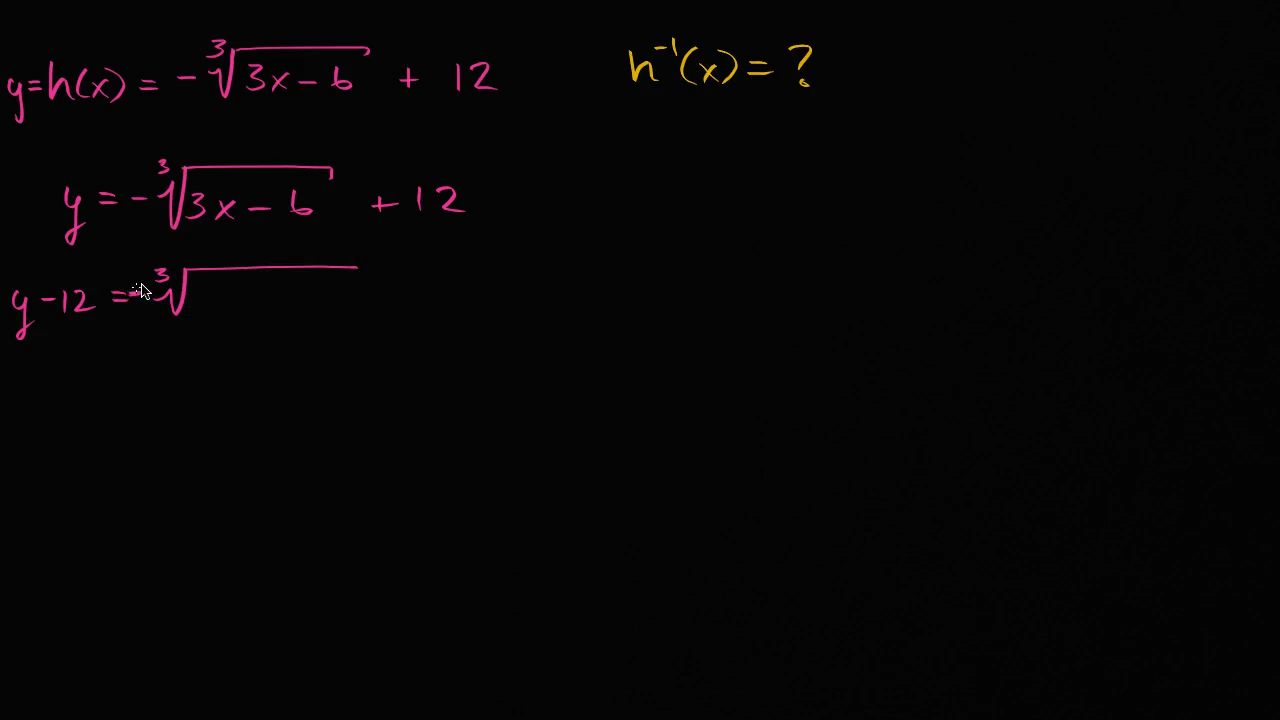 y=h(x) = -∛(3x-6) + 12
h⁻¹(x) = ?
y = -∛(3x-6) +12
y-12 = -∛